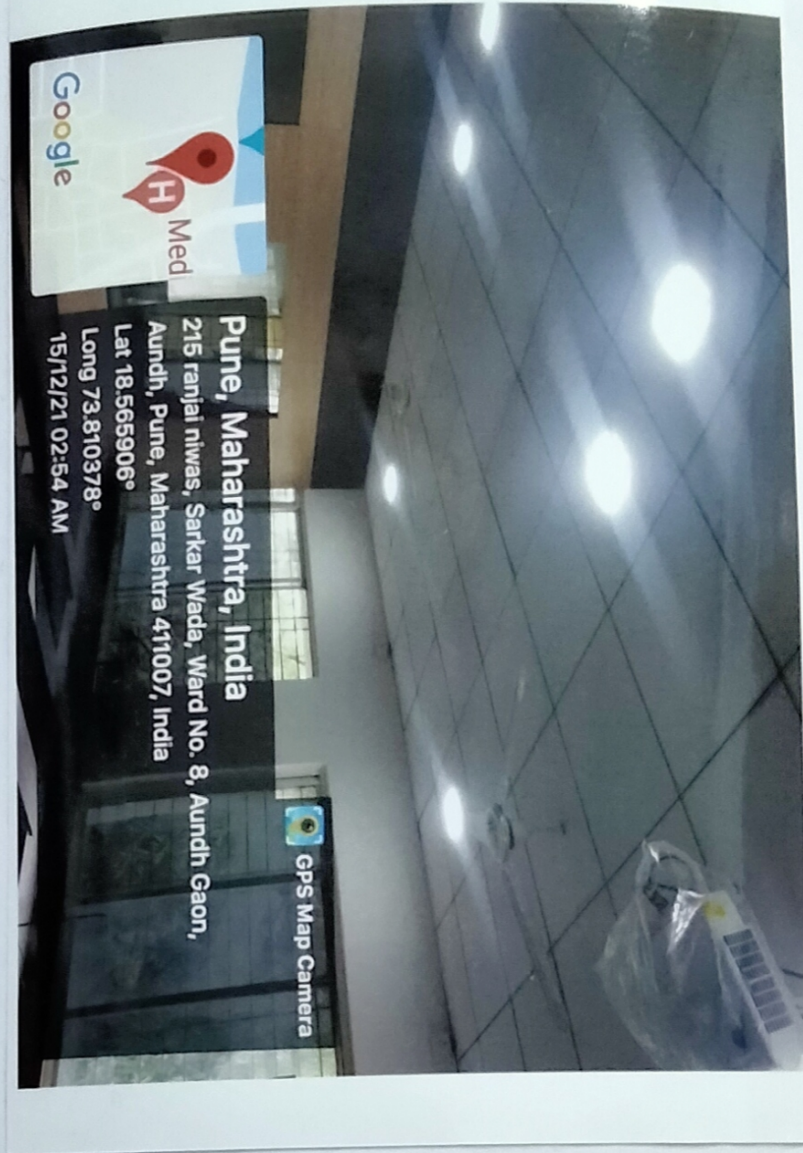 GPS Map Camera
Google
Med
H
Pune, Maharashtra, India
215 ranjai niwas, Sarkar Wada, Ward No. 8, Aundh Gaon,
Aundh, Pune, Maharashtra 411007, India
Lat 18.565906°
Long 73.810378°
15/12/21 02:54 AM